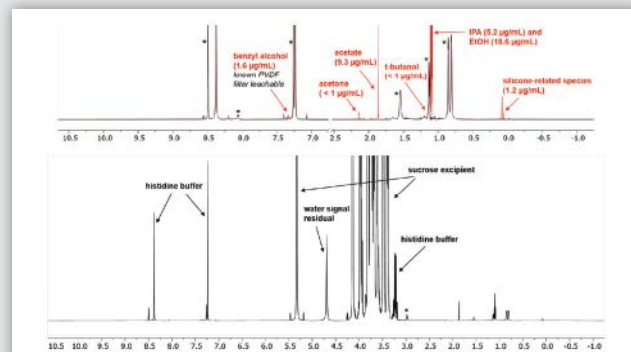 IPA (5.2 µg/mL) and
EtOH (18.6 µg/mL)
*
*
benzyl alcohol
(1.6 µg/mL)
known PVDF
filter leachable
*
acetate
(9.3 µg/mL)
acetone
(< 1 µg/mL)
t-butanol
(< 1 µg/mL)
*
*
*
silicone-related species
(1.2 µg/mL)
10.5 10.0 9.5 9.0 8.5 8.0 7.5 7.0 2.5 2.0 1.5 1.0 0.5 0.0 -0.5 -1.0
histidine buffer
water signal
residual
sucrose excipient
histidine buffer
*
10.5 10.0 9.5 9.0 8.5 8.0 7.5 7.0 6.5 6.0 5.5 5.0 4.5 4.0 3.5 3.0 2.5 2.0 1.5 1.0 0.5 0.0 -0.5 -1.0